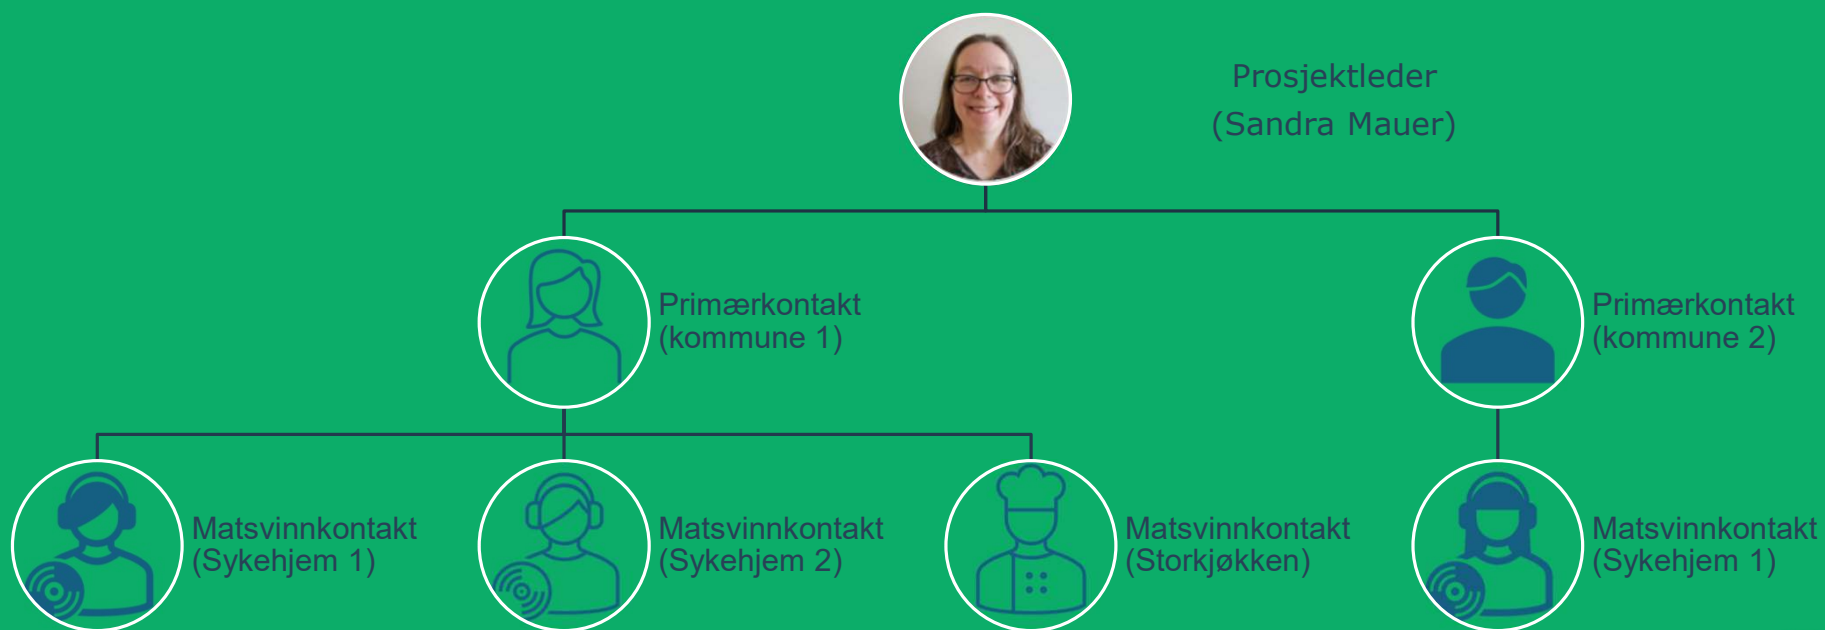 Prosjektleder
(Sandra Mauer)
Primærkontakt
(kommune 1)
Primærkontakt
(kommune 2)
Matsvinnkontakt
(Sykehjem 1)
Matsvinnkontakt
(Sykehjem 2)
Matsvinnkontakt
(Storkjøkken)
Matsvinnkontakt
(Sykehjem 1)